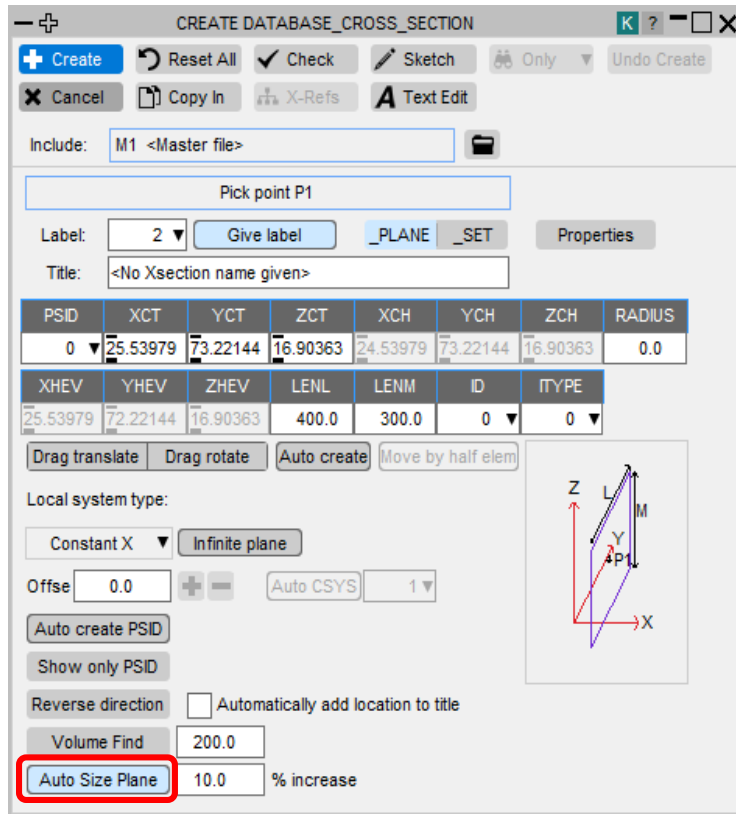 CREATE DATABASE_CROSS_SECTION K ?
Create Reset All Check Sketch Only ▼ Undo Create
Cancel Copy In X-Refs A Text Edit
Include: M1 <Master file>
Pick point P1
Label: 2 ▼ Give label _PLANE _SET Properties
Title: <No Xsection name given>
PSID XCT YCT ZCT XCH YCH ZCH RADIUS
0 ▼ 25.53979 73.22144 16.90363 24.53979 73.22144 16.90363 0.0
XHEV YHEV ZHEV LENL LENM ID ITYPE
25.53979 72.22144 16.90363 400.0 300.0 0 ▼ 0 ▼
Drag translate Drag rotate Auto create Move by half elem
Local system type:
Constant X ▼ Infinite plane
Offse 0.0 Auto CSYS 1 ▼
Auto create PSID
Show only PSID
Reverse direction Automatically add location to title
Volume Find 200.0
Auto Size Plane 10.0 % increase
Z L M Y P1 X